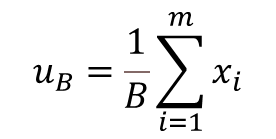 u_B = \frac{1}{B} \sum_{i=1}^{m} x_i